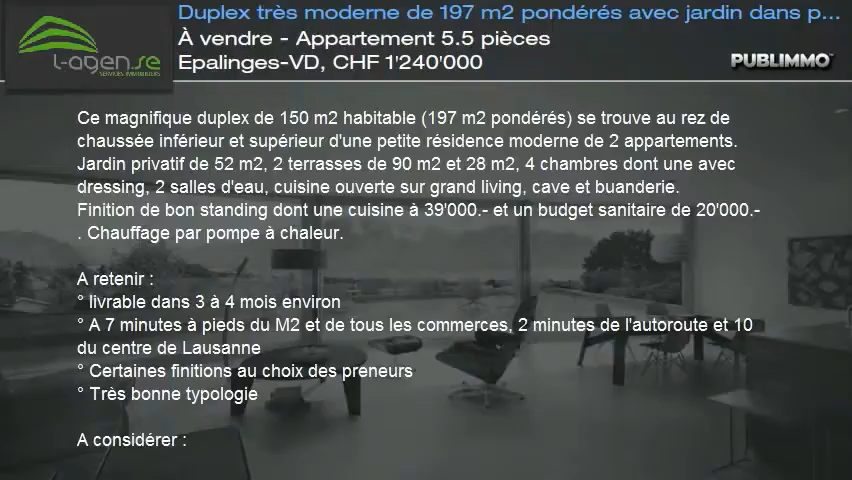 Duplex très moderne de 197 m2 pondérés avec jardin dans p...
l-agen.se
SERVICES IMMOBILIERS
À vendre - Appartement 5.5 pièces
Epalinges-VD, CHF 1'240'000
PUBLIMMO
Ce magnifique duplex de 150 m2 habitable (197 m2 pondérés) se trouve au rez de
chaussée inférieur et supérieur d'une petite résidence moderne de 2 appartements.
Jardin privatif de 52 m2, 2 terrasses de 90 m2 et 28 m2, 4 chambres dont une avec
dressing, 2 salles d'eau, cuisine ouverte sur grand living, cave et buanderie.
Finition de bon standing dont une cuisine à 39'000.- et un budget sanitaire de 20'000.-
. Chauffage par pompe à chaleur.
A retenir :
° livrable dans 3 à 4 mois environ
° A 7 minutes à pieds du M2 et de tous les commerces, 2 minutes de l'autoroute et 10
du centre de Lausanne
° Certaines finitions au choix des preneurs
° Très bonne typologie
A considérer :